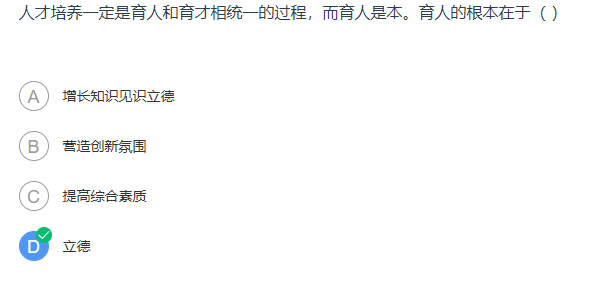 人才培养一定是育人和育才相统一的过程，而育人是本。育人的根本在于（ ）
A 增长知识见识立德
B 营造创新氛围
C 提高综合素质
D 立德